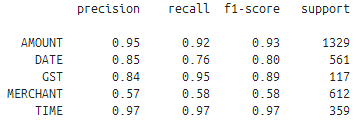 precision recall f1-score support
AMOUNT 0.95 0.92 0.93 1329
DATE 0.85 0.76 0.80 561
GST 0.84 0.95 0.89 117
MERCHANT 0.57 0.58 0.58 612
TIME 0.97 0.97 0.97 359